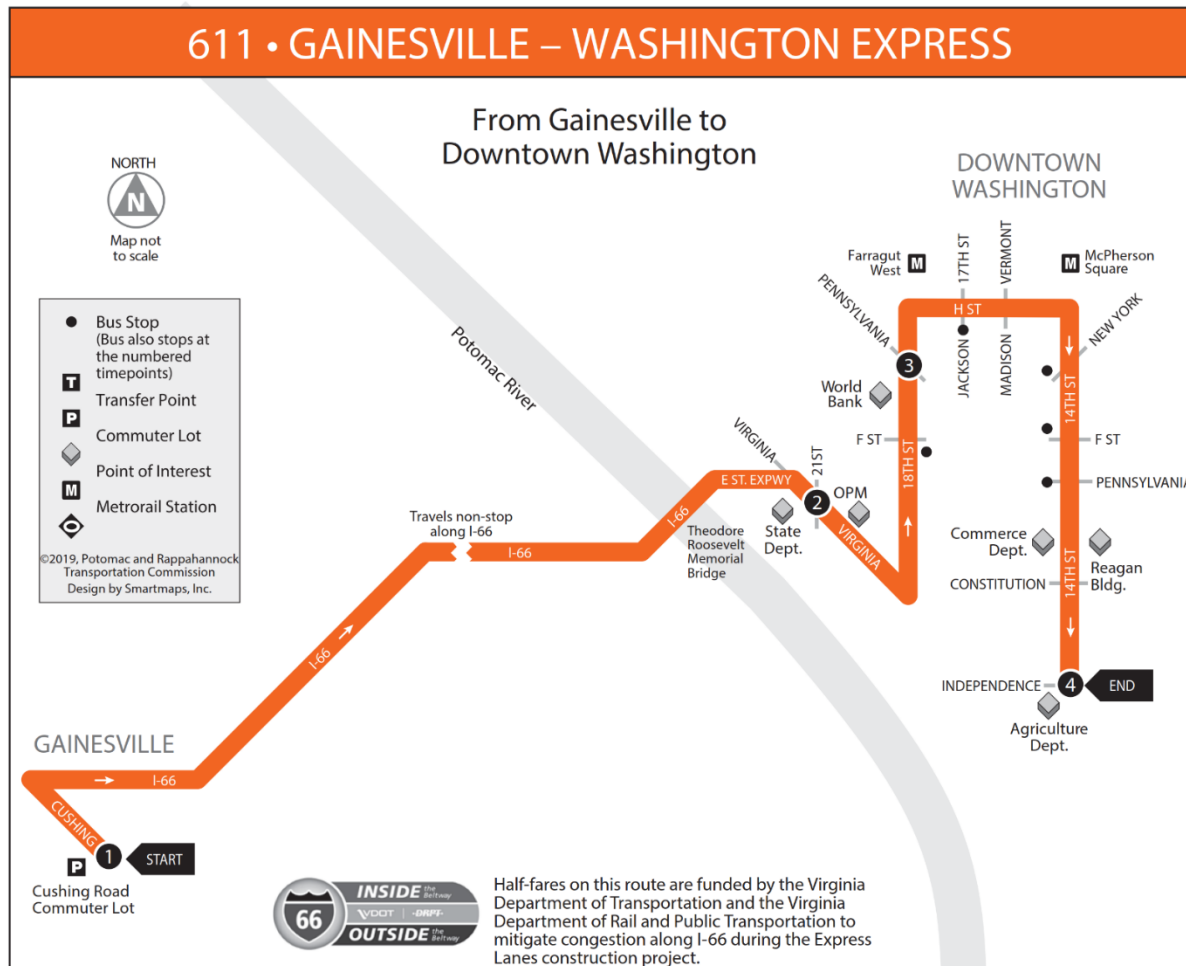 611 • GAINESVILLE – WASHINGTON EXPRESS
From Gainesville to
Downtown Washington
NORTH
N
Map not
to scale
Bus Stop
(Bus also stops at
the numbered
timepoints)
T
Transfer Point
P
Commuter Lot
Point of Interest
M
Metrorail Station
©2019, Potomac and Rappahannock
Transportation Commission
Design by Smartmaps, Inc.
DOWNTOWN
WASHINGTON
Farragut
West
M
17TH ST
VERMONT
M
McPherson
Square
PENNSYLVANIA
H ST
NEW YORK
3
JACKSON
MADISON
14TH ST
World
Bank
F ST
18TH ST
F ST
PENNSYLVANIA
Potomac River
VIRGINIA
21ST
E ST. EXPWY
2
OPM
State
Dept.
VIRGINIA
I-66
Theodore
Roosevelt
Memorial
Bridge
Travels non-stop
along I-66
I-66
I-66
Commerce
Dept.
14TH ST
Reagan
Bldg.
CONSTITUTION
INDEPENDENCE
4
END
Agriculture
Dept.
GAINESVILLE
I-66
CUSHING
1
START
P
Cushing Road
Commuter Lot
66
INSIDE the Beltway
VDOT | -DRPT-
OUTSIDE the Beltway
Half-fares on this route are funded by the Virginia
Department of Transportation and the Virginia
Department of Rail and Public Transportation to
mitigate congestion along I-66 during the Express
Lanes construction project.